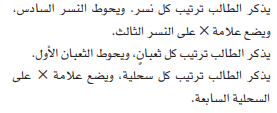 يذكر الطالب ترتيب كل نسر. ويحوط النسر السادس،
ويضع علامة × على النسر الثالث.
يذكر الطالب ترتيب كل ثعبانٍ، ويحوط الثعبان الأول.
يذكر الطالب ترتيب كل سحلية، ويضع علامة × على
السحلية السابعة.